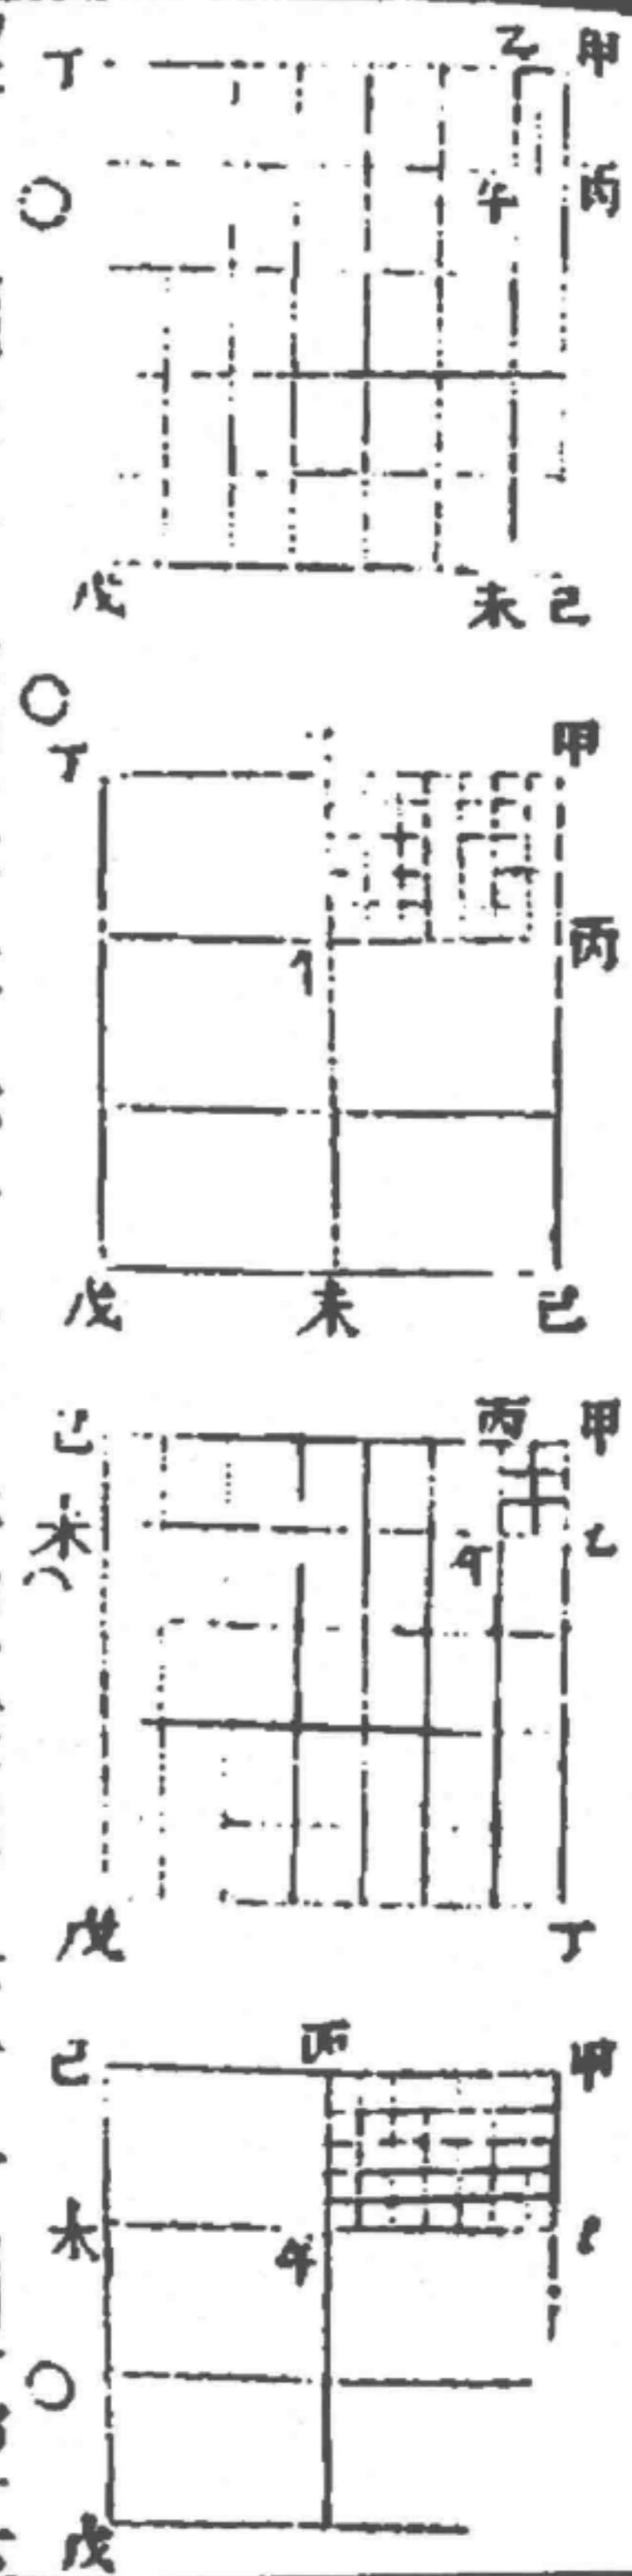 丁 乙 甲
丙
午
戊 未 己
丁 甲
丙
戊 未 己
己 丙 甲
未 午 乙
戊 丁
己 丙 甲
未 午
戊